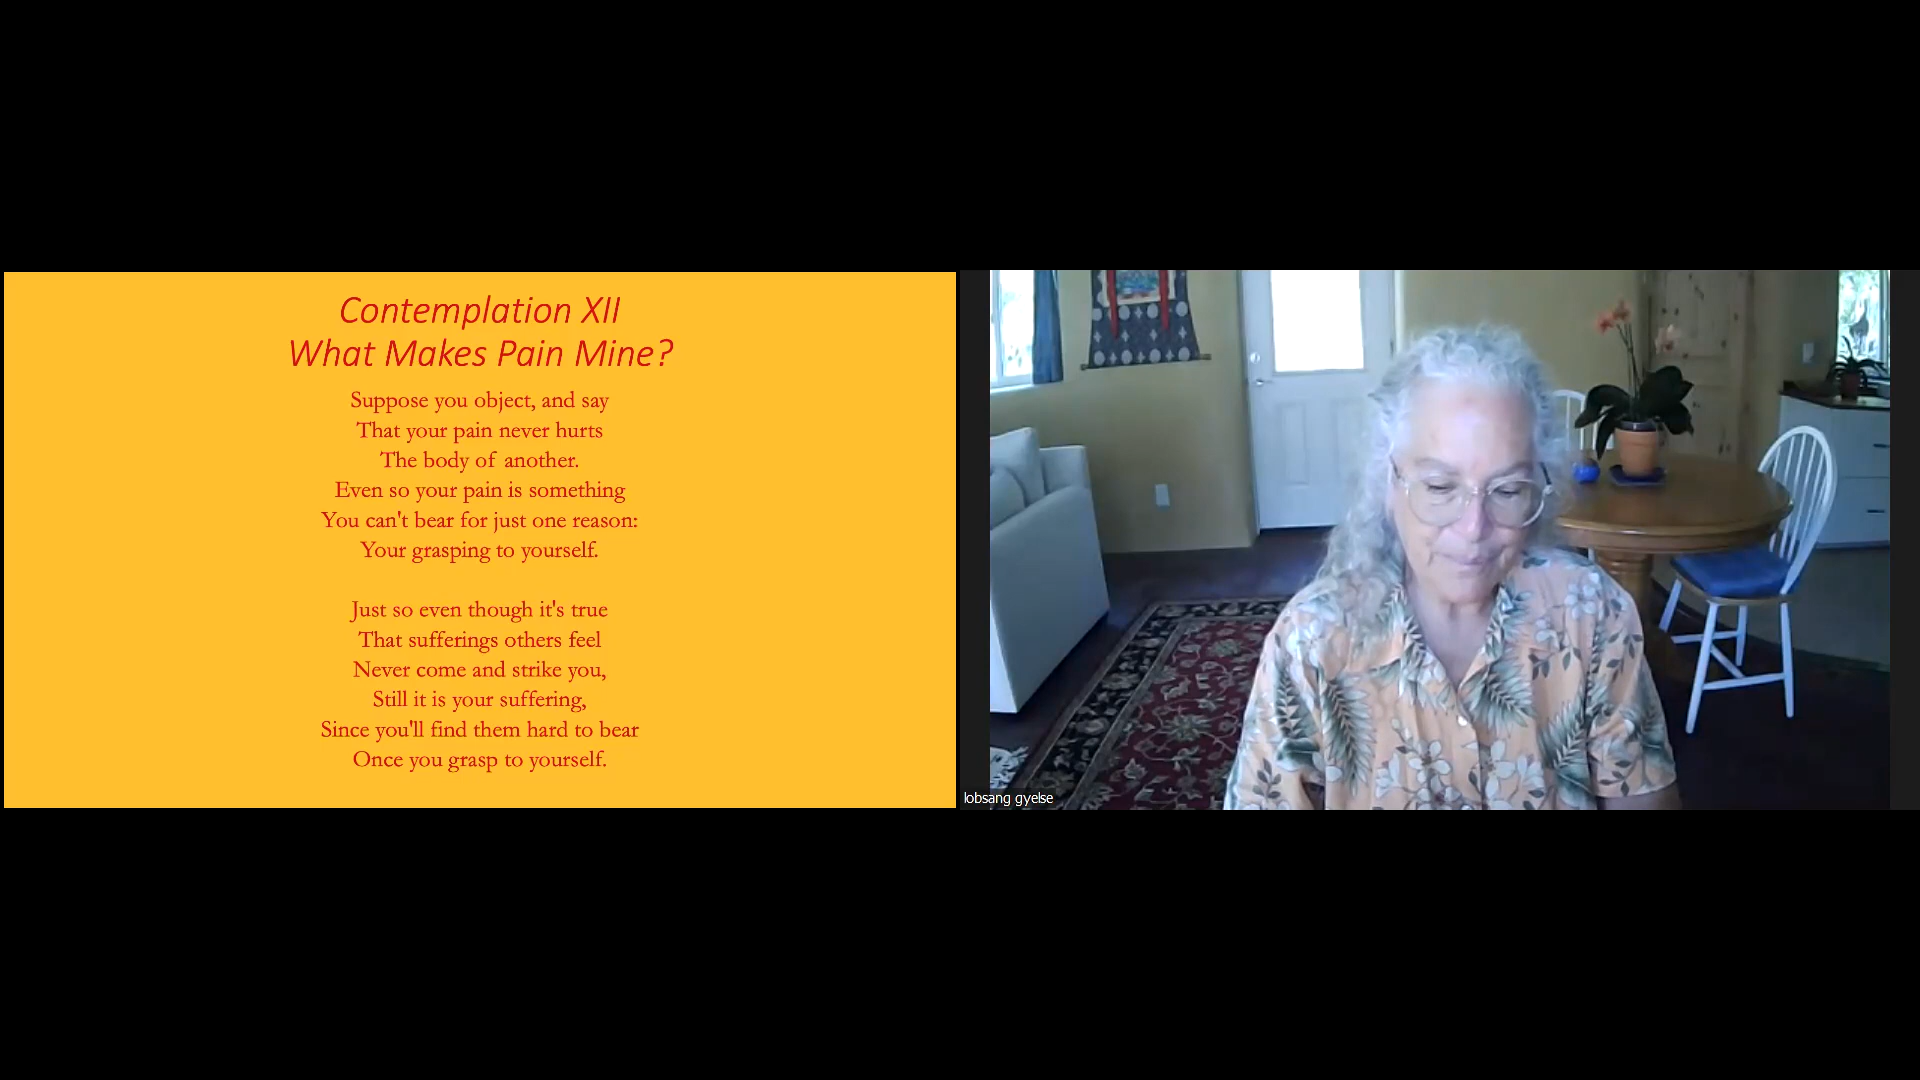 Contemplation XII
What Makes Pain Mine?
Suppose you object, and say
That your pain never hurts
The body of another.
Even so your pain is something
You can't bear for just one reason:
Your grasping to yourself.
Just so even though it's true
That sufferings others feel
Never come and strike you,
Still it is your suffering,
Since you'll find them hard to bear
Once you grasp to yourself.
lobsang gyelse